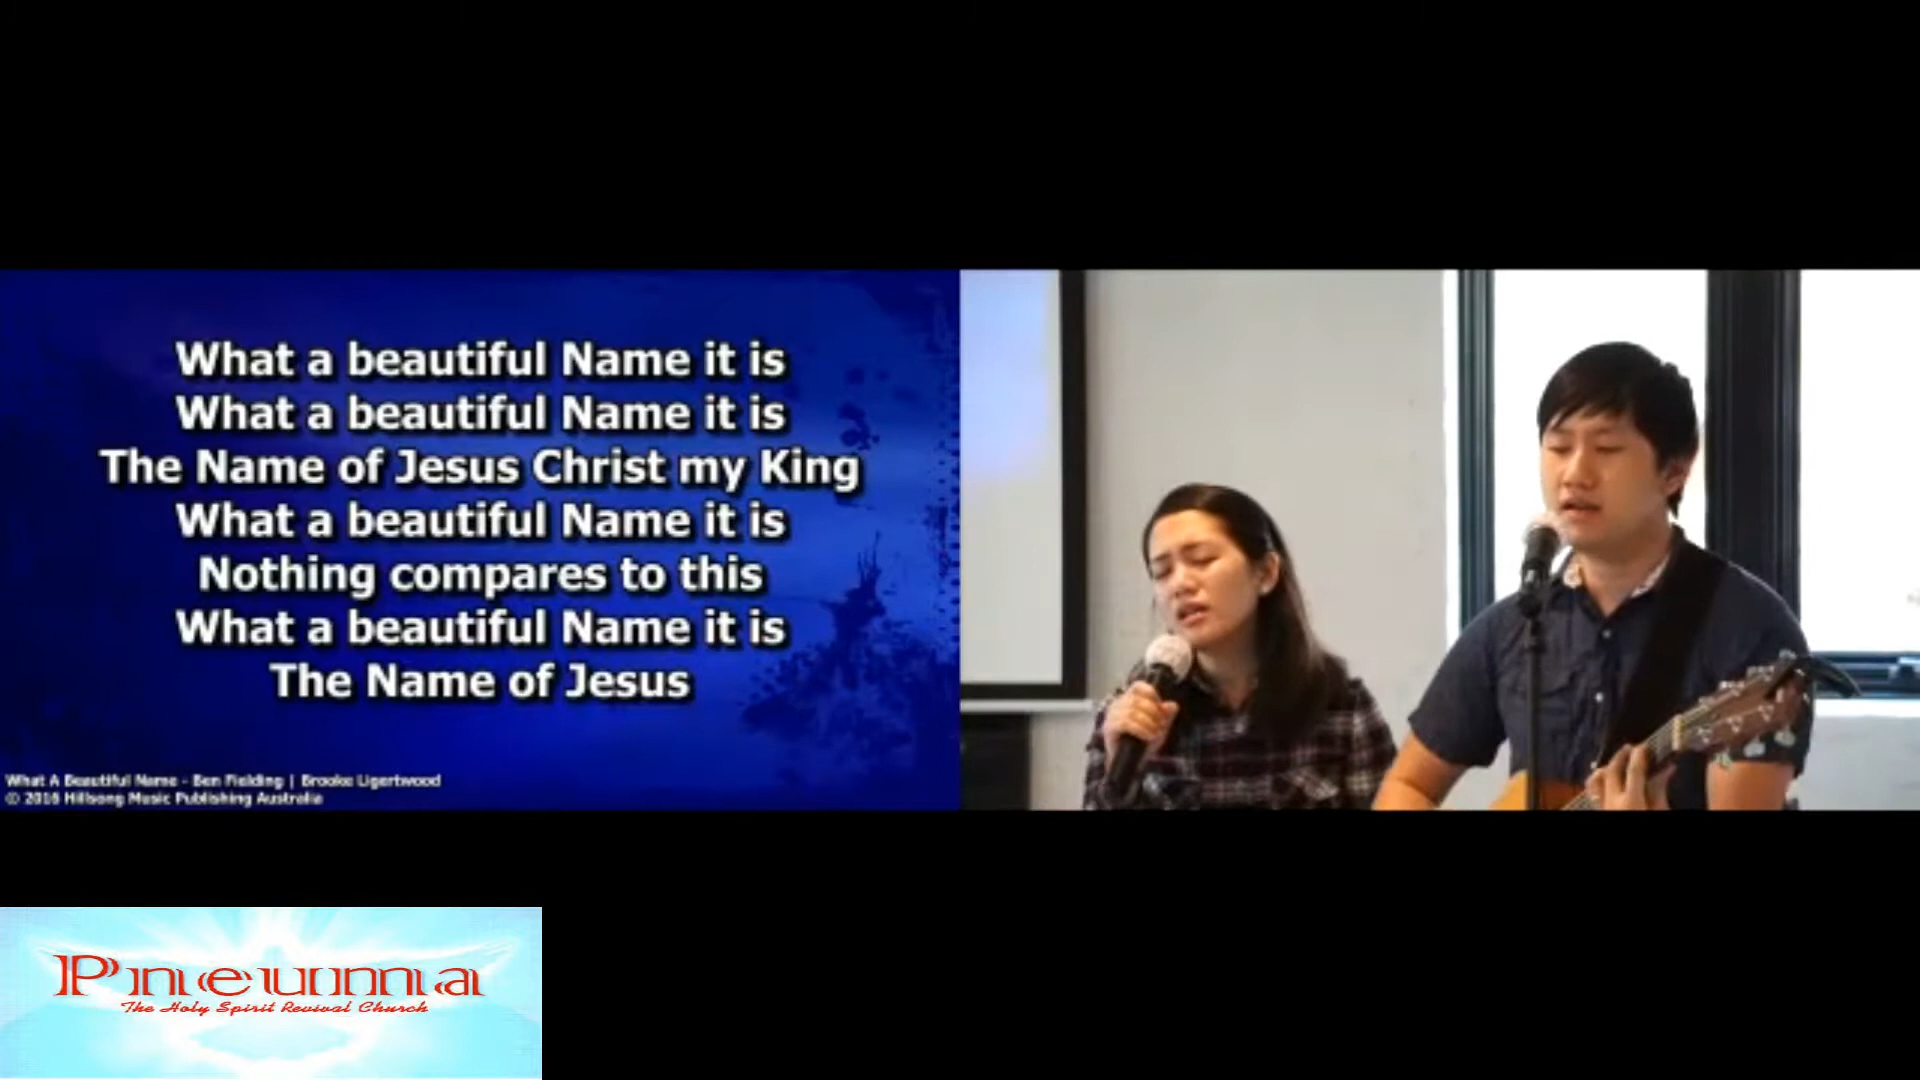 What a beautiful Name it is
What a beautiful Name it is
The Name of Jesus Christ my King
What a beautiful Name it is
Nothing compares to this
What a beautiful Name it is
The Name of Jesus
What A Beautiful Name - Ben Fielding | Brooke Ligertwood
© 2016 Hillsong Music Publishing Australia
Pneuma
The Holy Spirit Revival Church